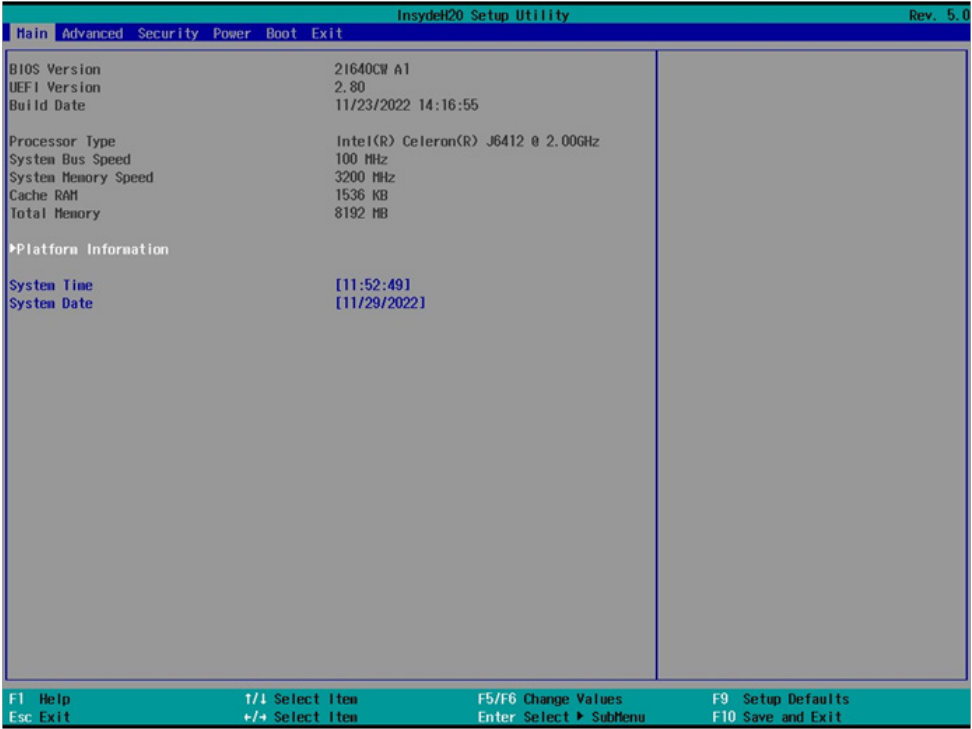 InsydeH20 Setup Utility Rev. 5.0
Main Advanced Security Power Boot Exit
BIOS Version 21640CW A1
UEFI Version 2.80
Build Date 11/23/2022 14:16:55
Processor Type Intel(R) Celeron(R) J6412 @ 2.00GHz
System Bus Speed 100 MHz
System Memory Speed 3200 MHz
Cache RAM 1536 KB
Total Memory 8192 MB
▶Platform Information
System Time [11:52:49]
System Date [11/29/2022]
F1 Help ↑/↓ Select Item F5/F6 Change Values F9 Setup Defaults
Esc Exit ←/→ Select Item Enter Select ▶ SubMenu F10 Save and Exit